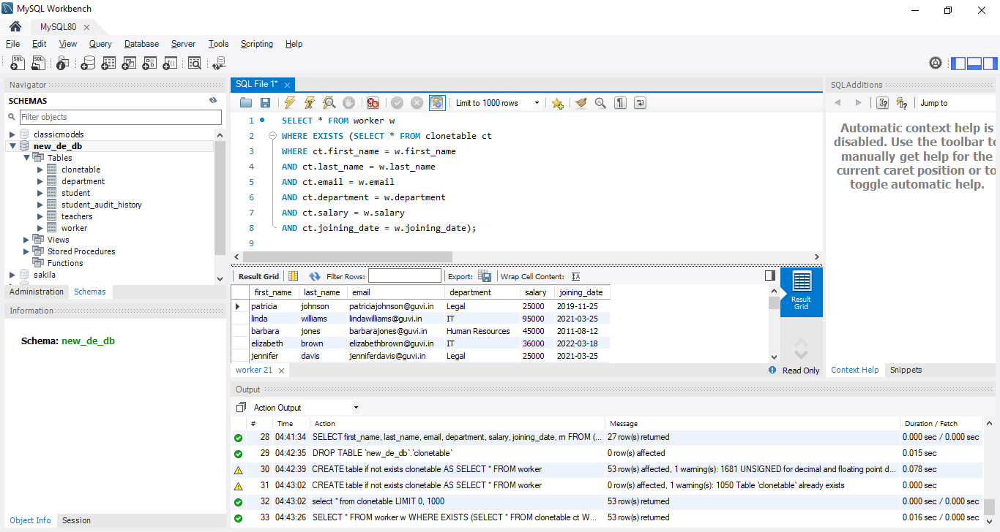 MySQL Workbench
MySQL80
File Edit View Query Database Server Tools Scripting Help
Navigator
SCHEMAS
Filter objects
classicmodels
new_de_db
Tables
clonetable
department
student
student_audit_history
teachers
worker
Views
Stored Procedures
Functions
sakila
Administration Schemas
Information
Schema: new_de_db
Object Info Session
SQL File 1*
Limit to 1000 rows
1 SELECT * FROM worker w
2 WHERE EXISTS (SELECT * FROM clonetable ct
3 WHERE ct.first_name = w.first_name
4 AND ct.last_name = w.last_name
5 AND ct.email = w.email
6 AND ct.department = w.department
7 AND ct.salary = w.salary
8 AND ct.joining_date = w.joining_date);
9
Result Grid Filter Rows: Export: Wrap Cell Content:
first_name last_name email department salary joining_date
patricia johnson patriciajohnson@guvi.in Legal 25000 2019-11-25
linda williams lindawilliams@guvi.in IT 95000 2021-03-25
barbara jones barbarajones@guvi.in Human Resources 45000 2011-08-12
elizabeth brown elizabethbrown@guvi.in IT 36000 2022-03-18
jennifer davis jenniferdavis@guvi.in Legal 25000 2021-03-25
Result
Grid
worker 21
Read Only
SQLAdditions
Jump to
Automatic context help is
disabled. Use the toolbar to
manually get help for the
current caret position or to
toggle automatic help.
Context Help Snippets
Output
Action Output
# Time Action Message Duration / Fetch
28 04:41:34 SELECT first_name, last_name, email, department, salary, joining_date, rn FROM (... 27 row(s) returned 0.000 sec / 0.000 sec
29 04:42:35 DROP TABLE `new_de_db`.`clonetable` 0 row(s) affected 0.015 sec
30 04:42:39 CREATE table if not exists clonetable AS SELECT * FROM worker 53 row(s) affected, 1 warning(s): 1681 UNSIGNED for decimal and floating point d... 0.078 sec
31 04:43:02 CREATE table if not exists clonetable AS SELECT * FROM worker 0 row(s) affected, 1 warning(s): 1050 Table 'clonetable' already exists 0.000 sec
32 04:43:02 select * from clonetable LIMIT 0, 1000 53 row(s) returned 0.000 sec / 0.000 sec
33 04:43:26 SELECT * FROM worker w WHERE EXISTS (SELECT * FROM clonetable ct W... 53 row(s) returned 0.016 sec / 0.000 sec